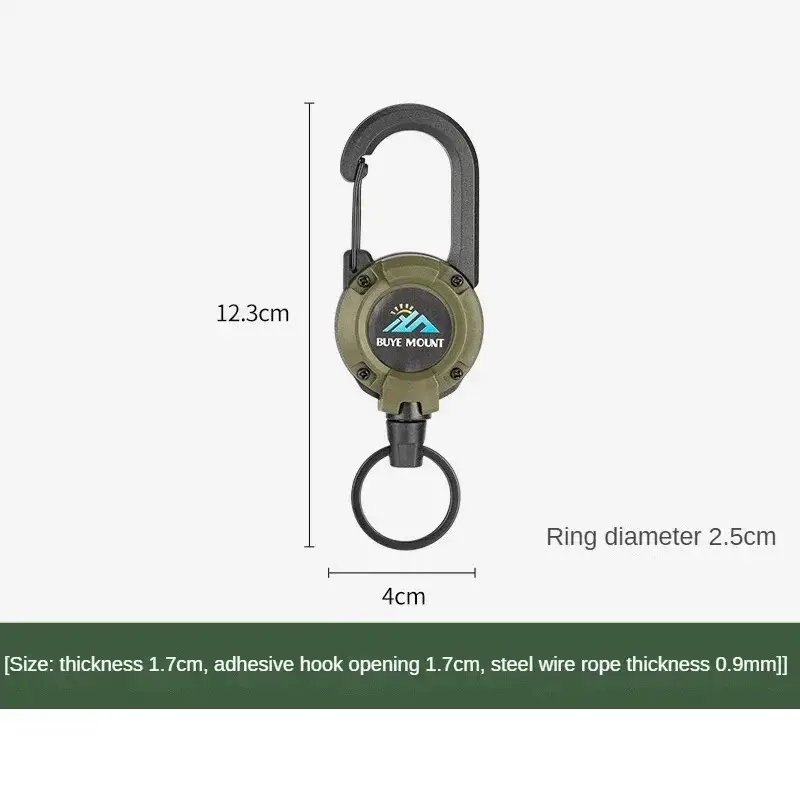 12.3cm
BUYE MOUNT
Ring diameter 2.5cm
4cm
[Size: thickness 1.7cm, adhesive hook opening 1.7cm, steel wire rope thickness 0.9mm]]